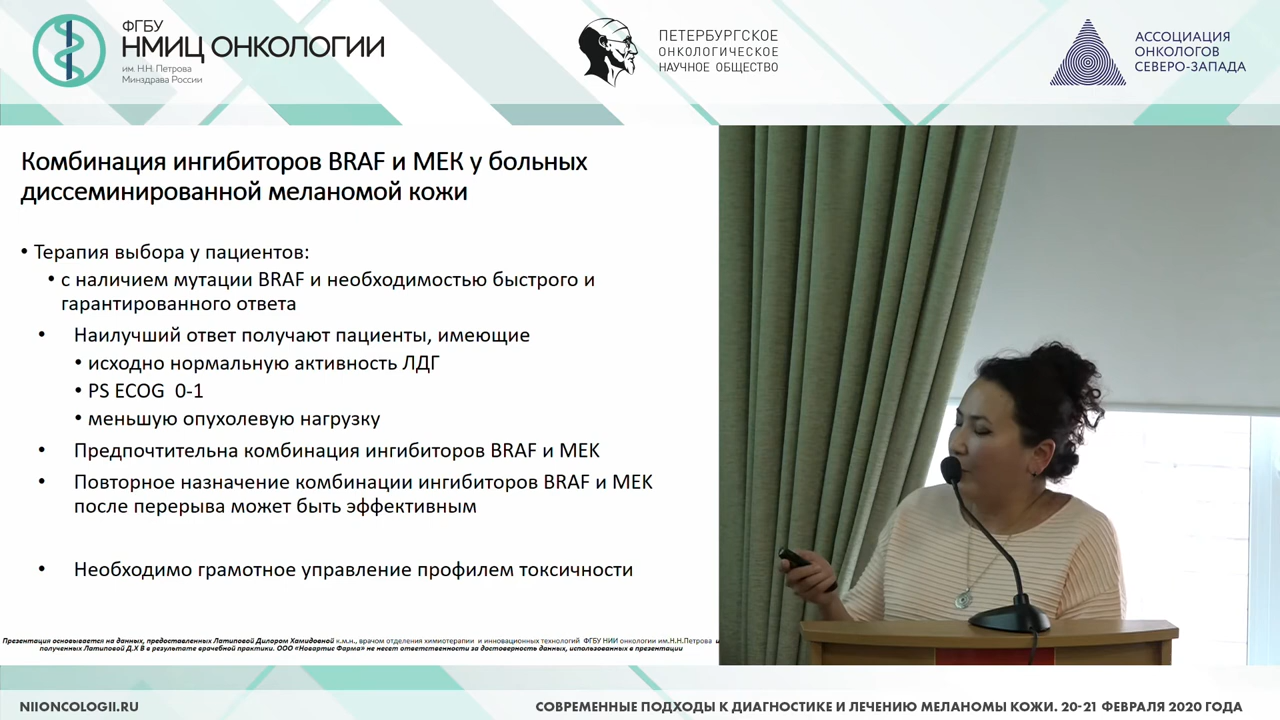 ФГБУ
НМИЦ ОНКОЛОГИИ
им. Н.Н. Петрова
Минздрава России
ПЕТЕРБУРГСКОЕ
ОНКОЛОГИЧЕСКОЕ
НАУЧНОЕ ОБЩЕСТВО
АССОЦИАЦИЯ
ОНКОЛОГОВ
СЕВЕРО-ЗАПАДА
Комбинация ингибиторов BRAF и МЕК у больных
диссеминированной меланомой кожи
• Терапия выбора у пациентов:
• с наличием мутации BRAF и необходимостью быстрого и
гарантированного ответа
• Наилучший ответ получают пациенты, имеющие
• исходно нормальную активность ЛДГ
• PS ECOG 0-1
• меньшую опухолевую нагрузку
• Предпочтительна комбинация ингибиторов BRAF и MEK
• Повторное назначение комбинации ингибиторов BRAF и MEK
после перерыва может быть эффективным
• Необходимо грамотное управление профилем токсичности
Презентация основывается на данных, предоставленных Латиповой Дилором Хамидовной к.м.н., врачом отделения химиотерапии и инновационных технологий ФГБУ НИИ онкологии им.Н.Н.Петрова и
полученных Латиповой Д.Х В в результате врачебной практики. ООО «Новартис Фарма» не несет ответственности за достоверность данных, использованных в презентации
NIIONCOLOGII.RU
СОВРЕМЕННЫЕ ПОДХОДЫ К ДИАГНОСТИКЕ И ЛЕЧЕНИЮ МЕЛАНОМЫ КОЖИ. 20-21 ФЕВРАЛЯ 2020 ГОДА